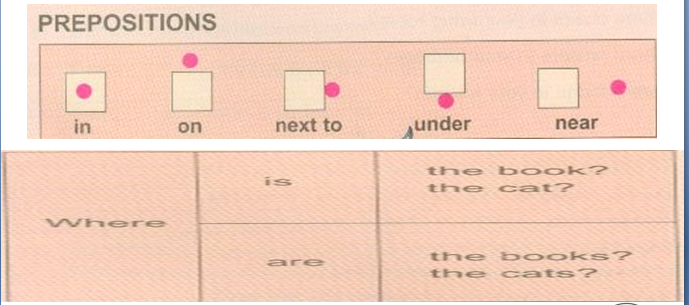 PREPOSITIONS
in on next to under near
is the book?
the cat?
Where
are the books?
the cats?